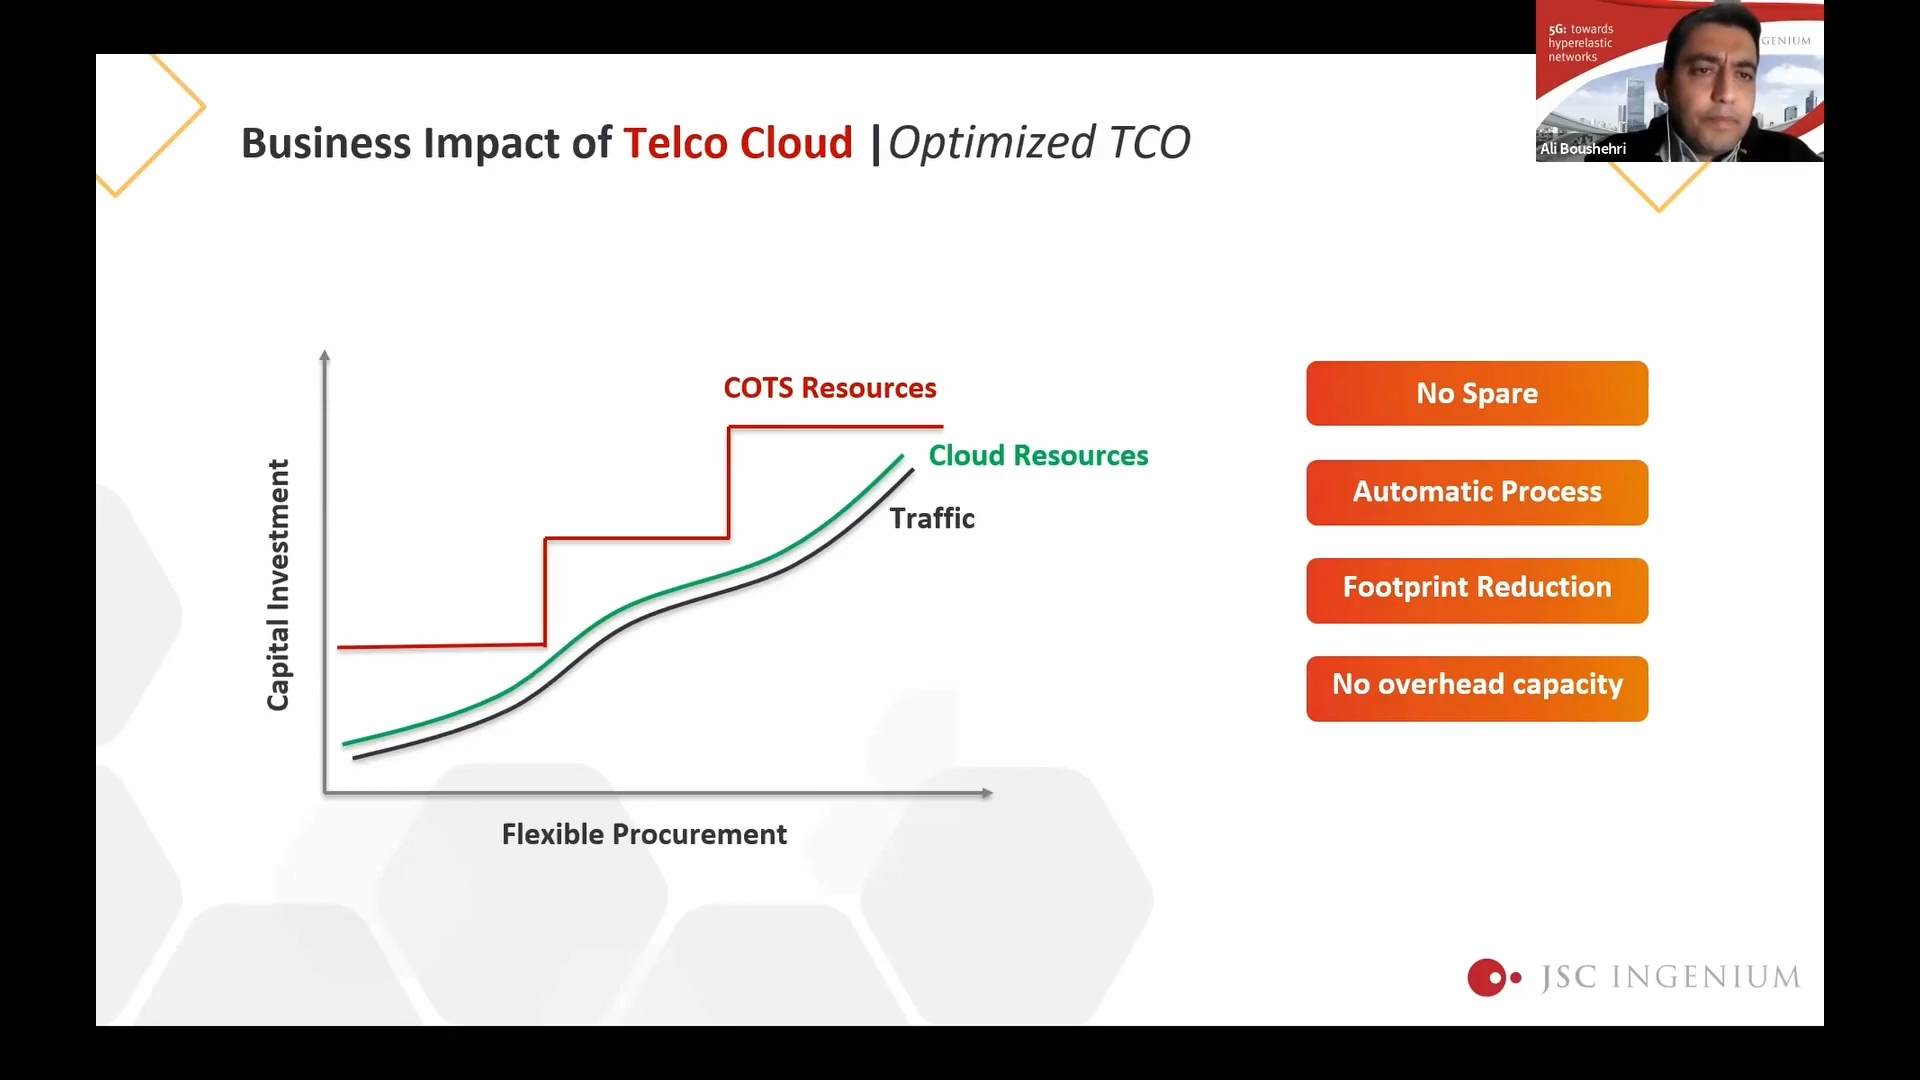 5G: towards
hyperelastic
networks
GENIUM
Ali Boushehri
Business Impact of Telco Cloud |Optimized TCO
COTS Resources
Cloud Resources
Traffic
Capital Investment
Flexible Procurement
No Spare
Automatic Process
Footprint Reduction
No overhead capacity
JSC INGENIUM